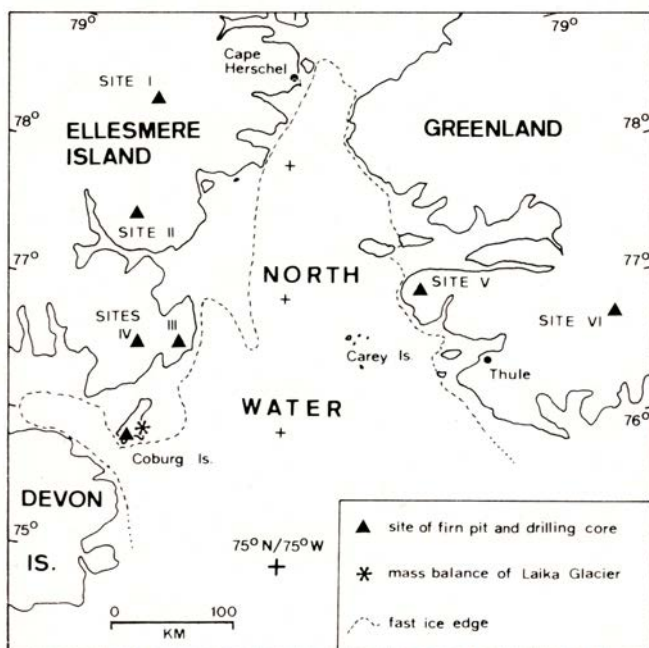 79°
79°
Cape
Herschel
SITE I
78°
ELLESMERE
ISLAND
GREENLAND
78°
SITE II
77°
NORTH
77°
SITE V
SITES
IV
III
SITE VI
Carey Is.
Thule
WATER
76°
Coburg Is.
DEVON
75°
IS.
75° N/75° W
0 100
KM
site of firn pit and drilling core
mass balance of Laika Glacier
fast ice edge